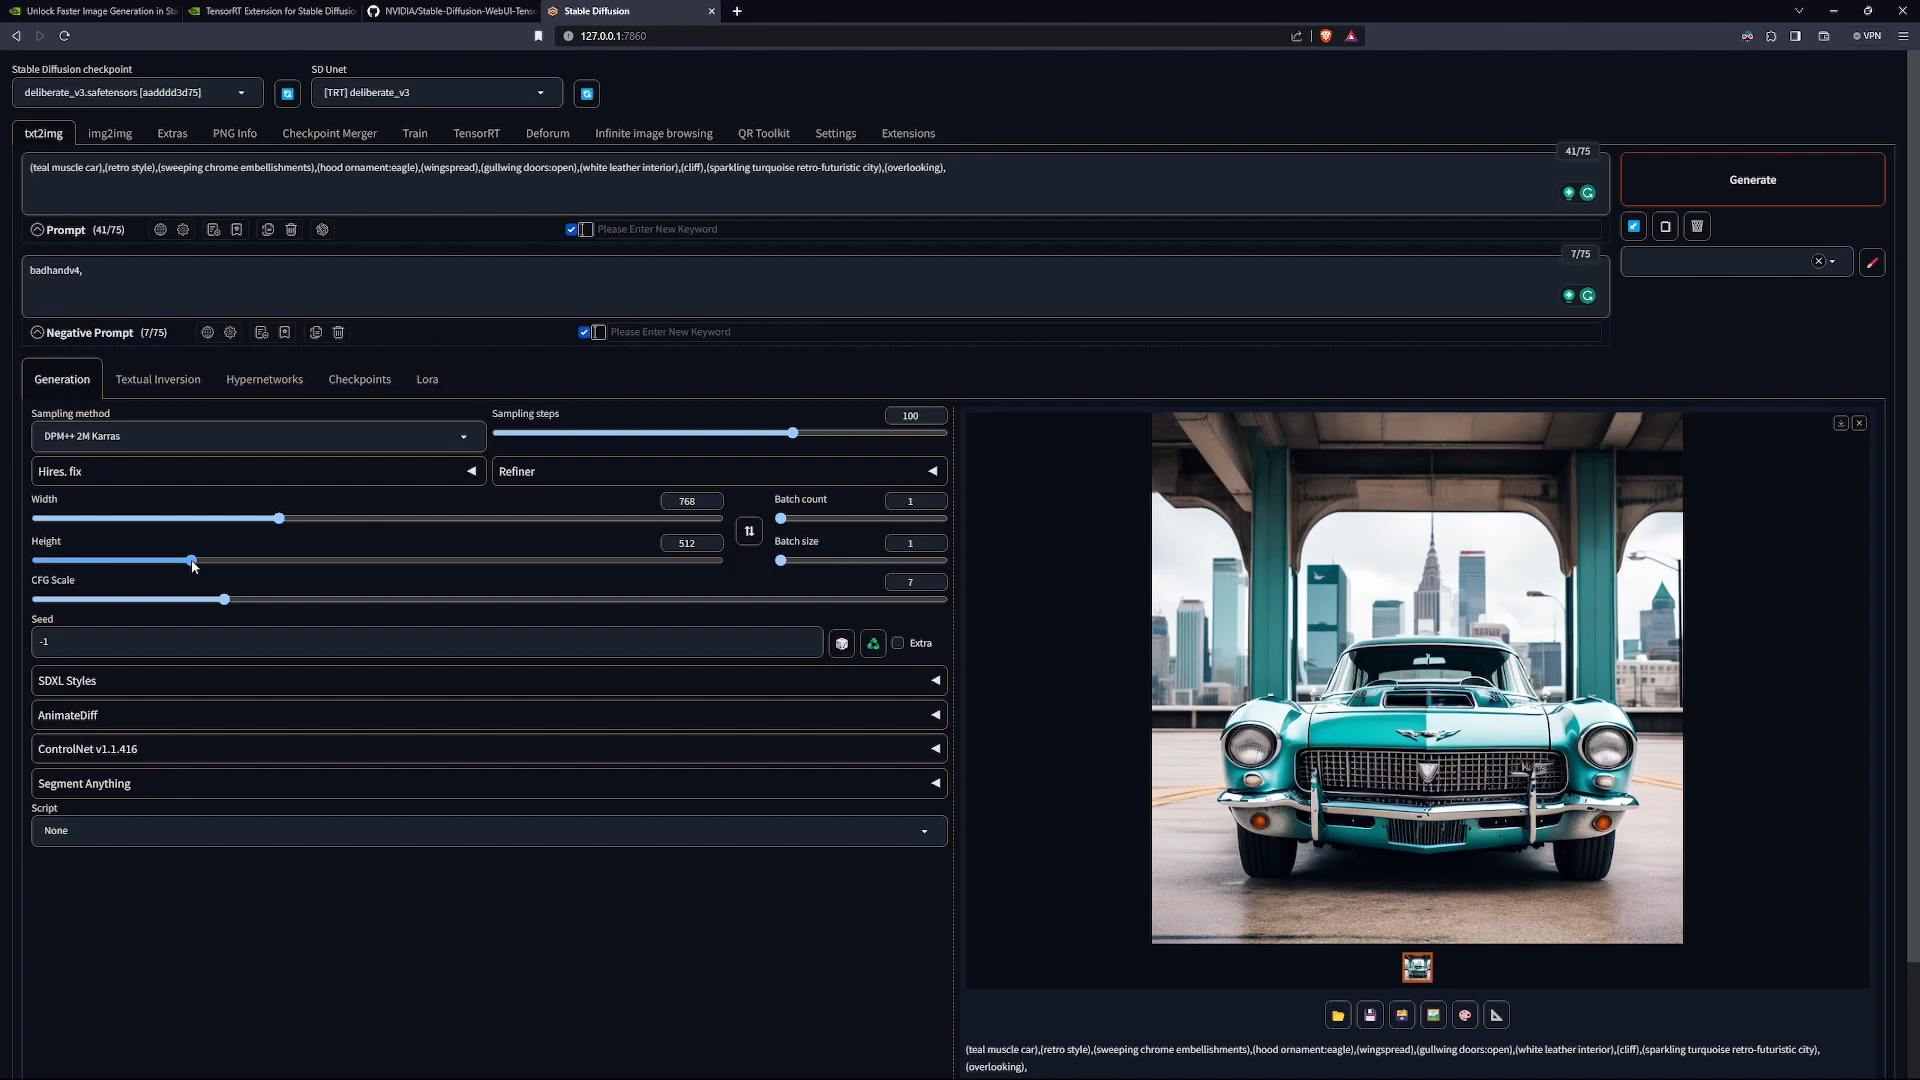 Unlock Faster Image Generation in Sta
TensorRT Extension for Stable Diffusio
NVIDIA/Stable-Diffusion-WebUI-Tens
Stable Diffusion
127.0.0.1:7860
VPN
Stable Diffusion checkpoint
SD Unet
deliberate_v3.safetensors [aadddd3d75]
[TRT] deliberate_v3
txt2img
img2img
Extras
PNG Info
Checkpoint Merger
Train
TensorRT
Deforum
Infinite image browsing
QR Toolkit
Settings
Extensions
41/75
(teal muscle car),(retro style),(sweeping chrome embellishments),(hood ornament:eagle),(wingspread),(gullwing doors:open),(white leather interior),(cliff),(sparkling turquoise retro-futuristic city),(overlooking),
Generate
Prompt (41/75)
Please Enter New Keyword
7/75
badhandv4,
Negative Prompt (7/75)
Please Enter New Keyword
Generation
Textual Inversion
Hypernetworks
Checkpoints
Lora
Sampling method
Sampling steps
100
DPM++ 2M Karras
Hires. fix
Refiner
Width
768
Batch count
1
Height
512
Batch size
1
CFG Scale
7
Seed
-1
Extra
SDXL Styles
AnimateDiff
ControlNet v1.1.416
Segment Anything
Script
None
(teal muscle car),(retro style),(sweeping chrome embellishments),(hood ornament:eagle),(wingspread),(gullwing doors:open),(white leather interior),(cliff),(sparkling turquoise retro-futuristic city),
(overlooking),